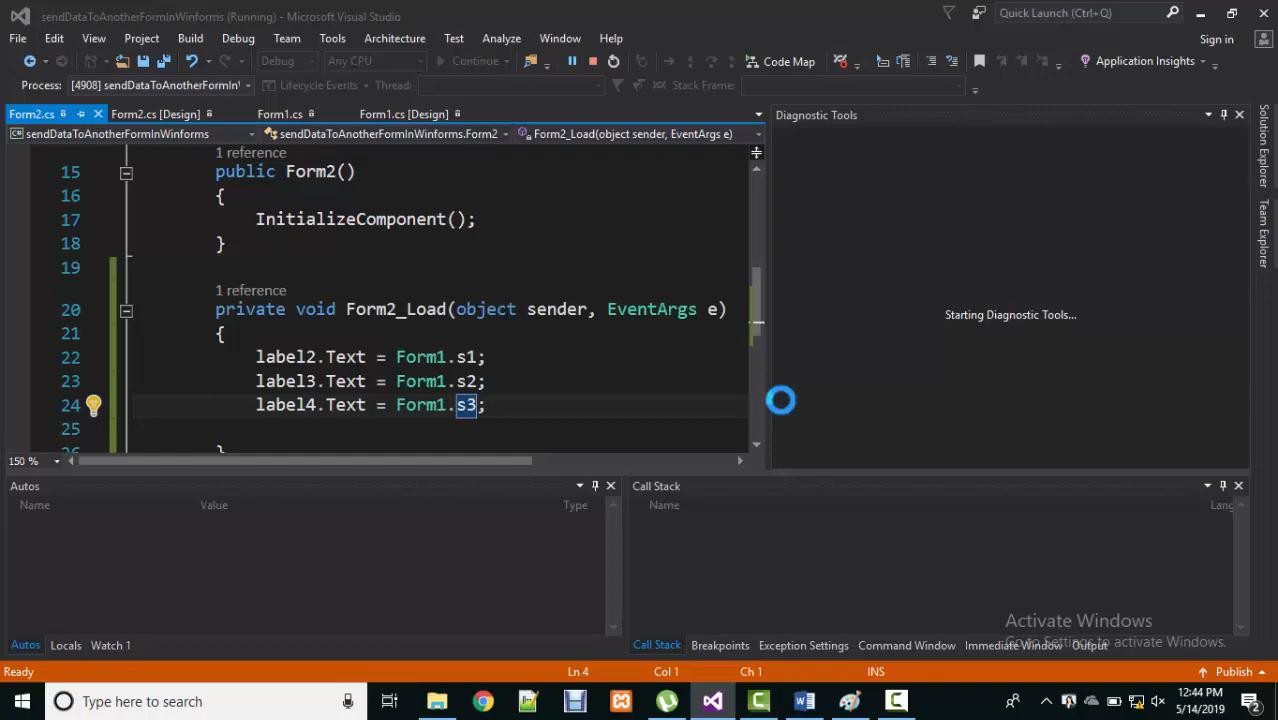 sendDataToAnotherFormInWinforms (Running) - Microsoft Visual Studio
Quick Launch (Ctrl+Q)
File Edit View Project Build Debug Team Tools Architecture Test Analyze Window Help
Sign in
Debug Any CPU Continue Code Map Application Insights
Process: [4908] sendDataToAnotherFormInV Lifecycle Events Thread: Stack Frame:
Form2.cs Form2.cs [Design] Form1.cs Form1.cs [Design]
Diagnostic Tools
sendDataToAnotherFormInWinforms sendDataToAnotherFormInWinforms.Form2 Form2_Load(object sender, EventArgs e)
1 reference
15 public Form2()
16 {
17 InitializeComponent();
18 }
19
1 reference
20 private void Form2_Load(object sender, EventArgs e)
21 {
22 label2.Text = Form1.s1;
23 label3.Text = Form1.s2;
24 label4.Text = Form1.s3;
25
26 }
Starting Diagnostic Tools...
150 %
Autos
Name Value Type
Call Stack
Name Lang
Activate Windows
Go to Settings to activate Windows.
Autos Locals Watch 1
Call Stack Breakpoints Exception Settings Command Window Immediate Window Output
Ready Ln 4 Col 1 Ch 1 INS Publish
Type here to search
12:44 PM
5/14/2019
2